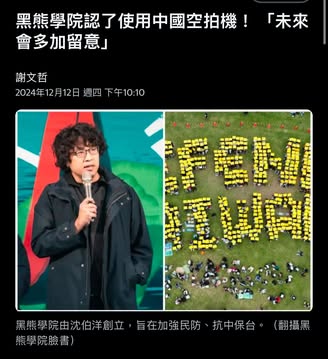 黑熊學院認了使用中國空拍機！ 「未來
會多加留意」
謝文哲
2024年12月12日 週四 下午10:10
EFEN
IWA
黑熊學院由沈伯洋創立，旨在加強民防、抗中保台。（翻攝黑
熊學院臉書）